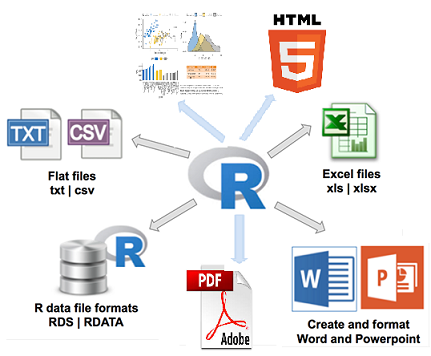 HTML
5
TXT
CSV
Flat files
txt | csv
R
X
Excel files
xls | xlsx
R
R data file formats
RDS | RDATA
PDF
Adobe
W
P
Create and format
Word and Powerpoint